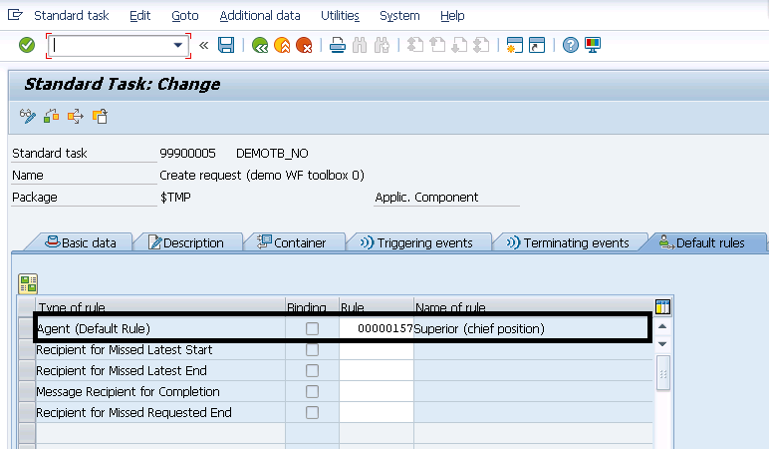 Standard task Edit Goto Additional data Utilities System Help
Standard Task: Change
Standard task 99900005 DEMOTB_NO
Name Create request (demo WF toolbox 0)
Package $TMP Applic. Component
Basic data Description Container Triggering events Terminating events Default rules
Type of rule Binding Rule Name of rule
Agent (Default Rule) 00000157 Superior (chief position)
Recipient for Missed Latest Start
Recipient for Missed Latest End
Message Recipient for Completion
Recipient for Missed Requested End